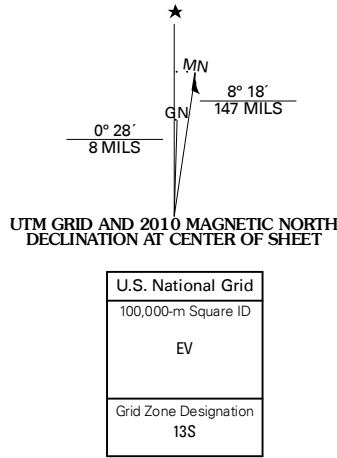 MN
GN
8° 18´
147 MILS
0° 28´
8 MILS
UTM GRID AND 2010 MAGNETIC NORTH
DECLINATION AT CENTER OF SHEET
U.S. National Grid
100,000-m Square ID
EV
Grid Zone Designation
13S